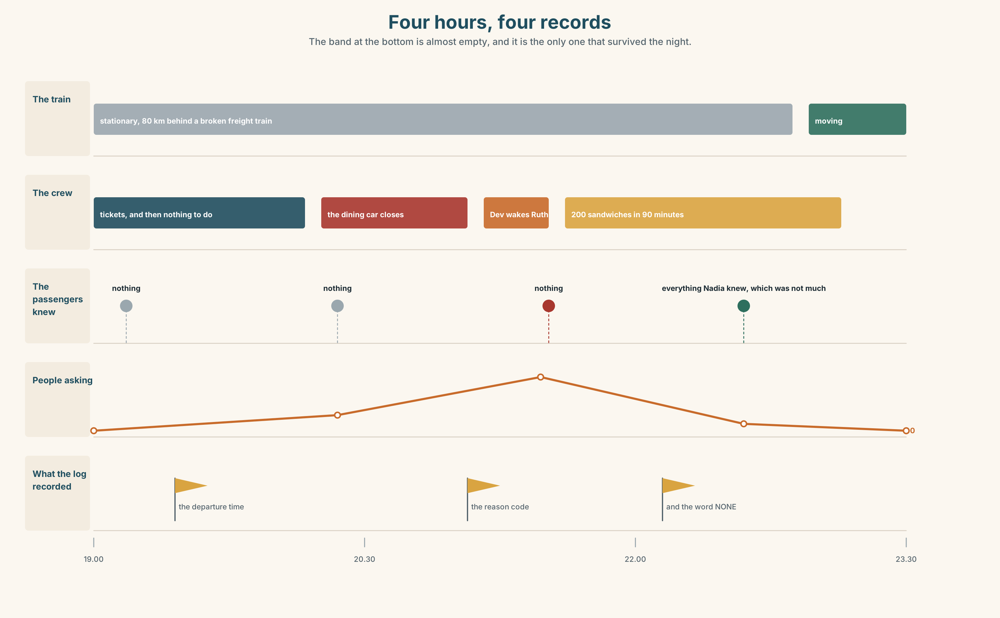 Four hours, four records
The band at the bottom is almost empty, and it is the only one that survived the night.
The train
stationary, 80 km behind a broken freight train
moving
The crew
tickets, and then nothing to do
the dining car closes
Dev wakes Ruth
200 sandwiches in 90 minutes
The
passengers
knew
nothing
nothing
nothing
everything Nadia knew, which was not much
People asking
0
What the log
recorded
the departure time
the reason code
and the word NONE
19.00
20.30
22.00
23.30